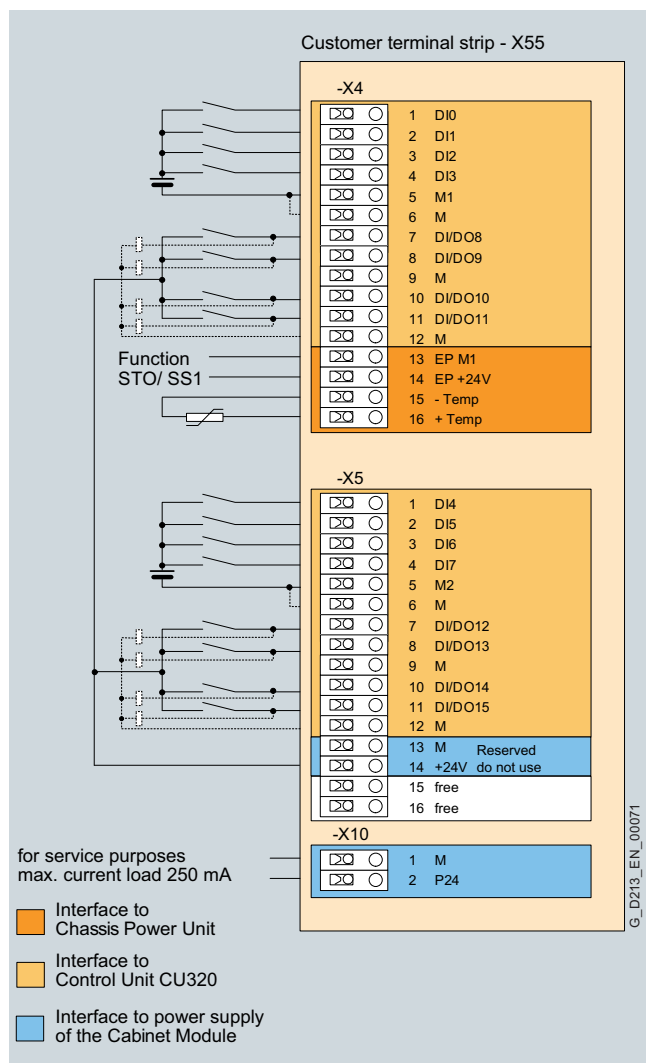 Customer terminal strip - X55
-X4
1 DI0
2 DI1
3 DI2
4 DI3
5 M1
6 M
7 DI/DO8
8 DI/DO9
9 M
10 DI/DO10
11 DI/DO11
12 M
Function
STO/ SS1
13 EP M1
14 EP +24V
15 - Temp
16 + Temp
-X5
1 DI4
2 DI5
3 DI6
4 DI7
5 M2
6 M
7 DI/DO12
8 DI/DO13
9 M
10 DI/DO14
11 DI/DO15
12 M
13 M Reserved
14 +24V do not use
15 free
16 free
-X10
for service purposes
max. current load 250 mA
1 M
2 P24
Interface to
Chassis Power Unit
Interface to
Control Unit CU320
Interface to power supply
of the Cabinet Module
G_D213_EN_00071